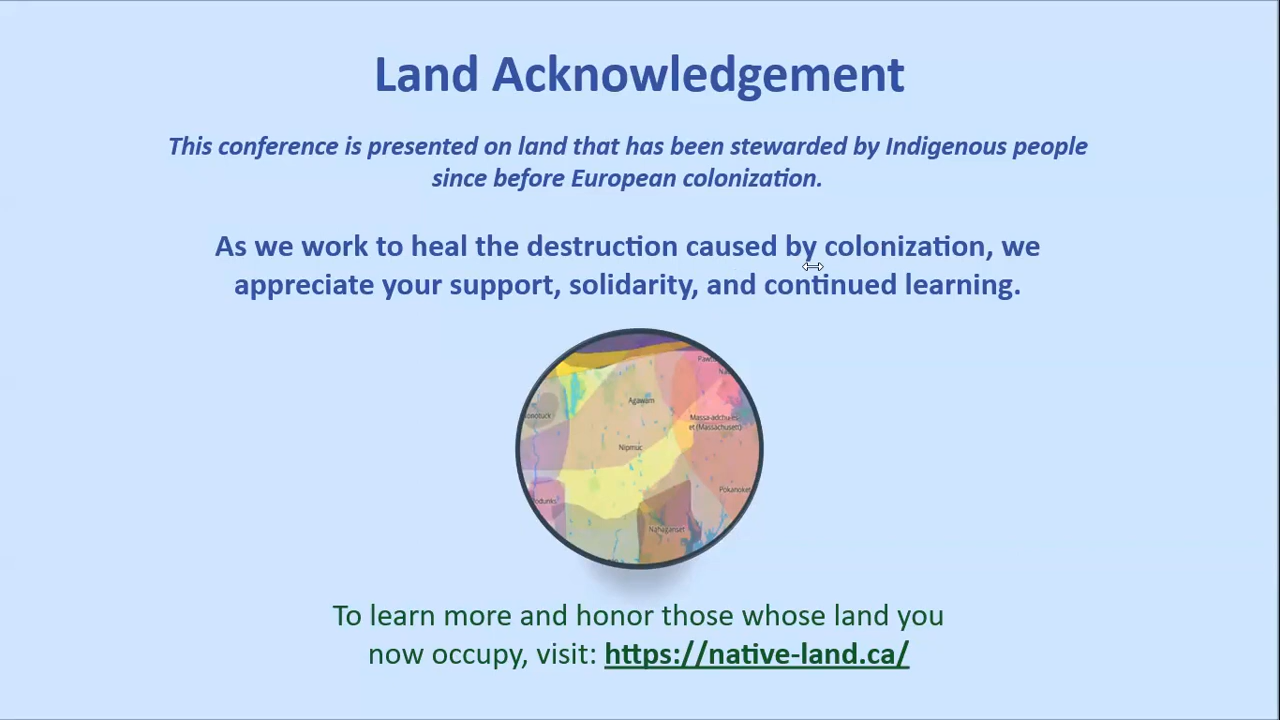 Land Acknowledgement
This conference is presented on land that has been stewarded by Indigenous people
since before European colonization.
As we work to heal the destruction caused by colonization, we
appreciate your support, solidarity, and continued learning.
Agawam
Massa-adchu-es-
et (Massachusett)
Nipmuc
Pokanoket
Nahaganset
To learn more and honor those whose land you
now occupy, visit: https://native-land.ca/